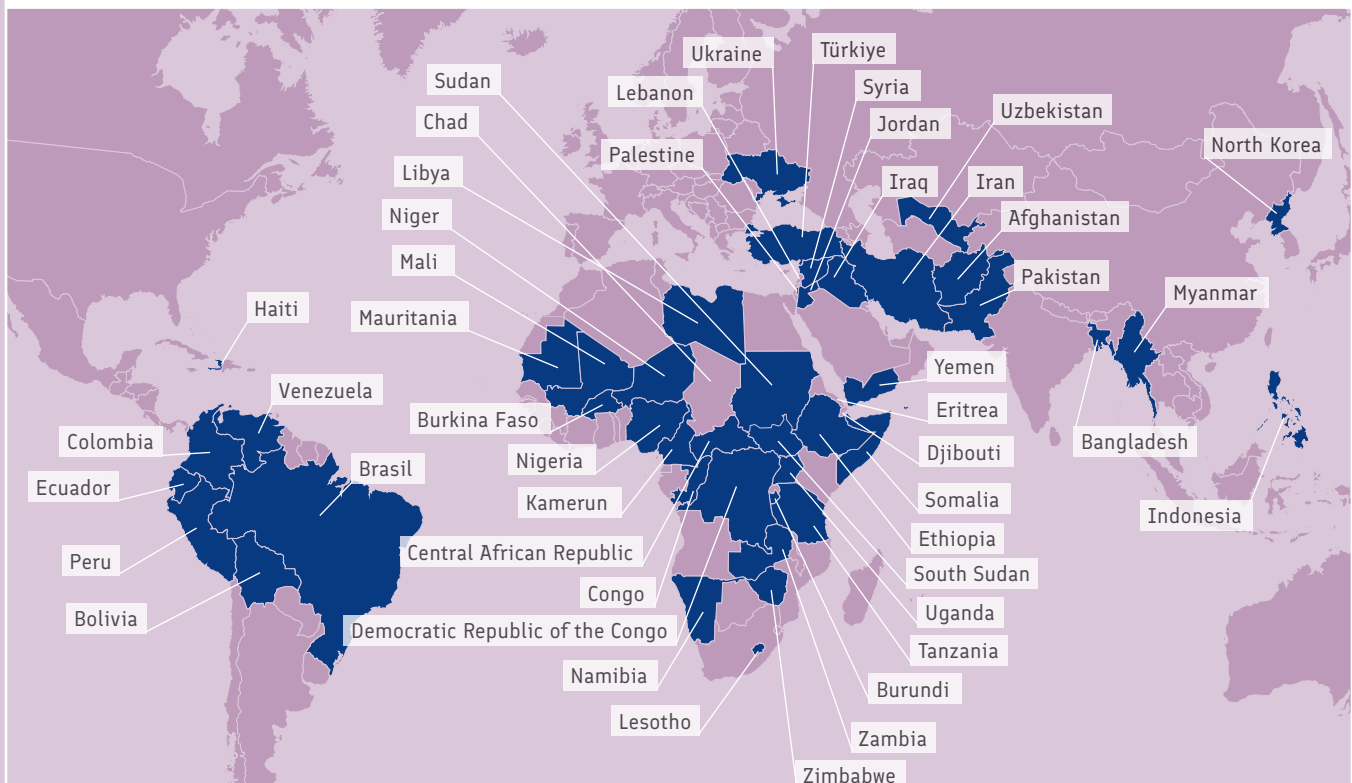 Ukraine
Türkiye
Sudan
Lebanon
Syria
Uzbekistan
Chad
Jordan
North Korea
Palestine
Libya
Iraq
Iran
Niger
Afghanistan
Mali
Pakistan
Haiti
Myanmar
Mauritania
Yemen
Venezuela
Eritrea
Burkina Faso
Colombia
Bangladesh
Djibouti
Nigeria
Brasil
Ecuador
Somalia
Kamerun
Indonesia
Ethiopia
Central African Republic
Peru
South Sudan
Congo
Uganda
Bolivia
Democratic Republic of the Congo
Tanzania
Namibia
Burundi
Lesotho
Zambia
Zimbabwe